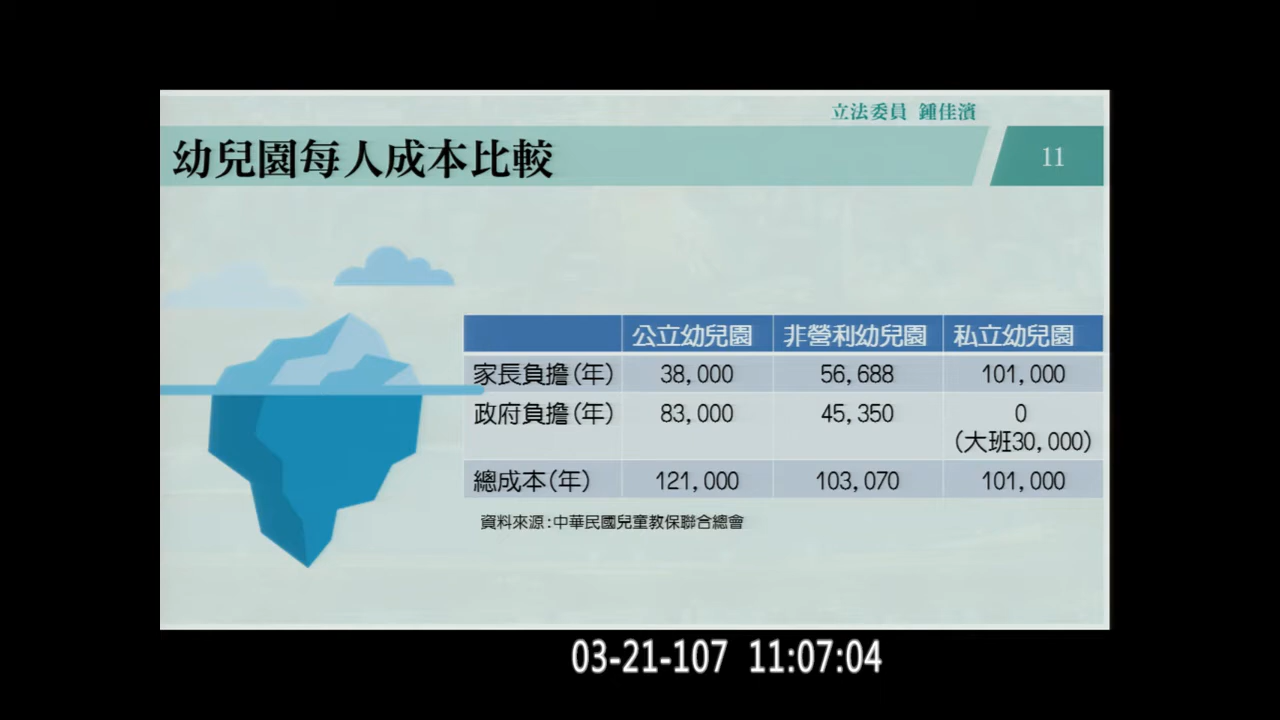 立法委員 鍾佳濱
幼兒園每人成本比較
11
公立幼兒園 非營利幼兒園 私立幼兒園
家長負擔(年) 38,000 56,688 101,000
政府負擔(年) 83,000 45,350 0
(大班30,000)
總成本(年) 121,000 103,070 101,000
資料來源:中華民國兒童教保聯合總會
03-21-107 11:07:04